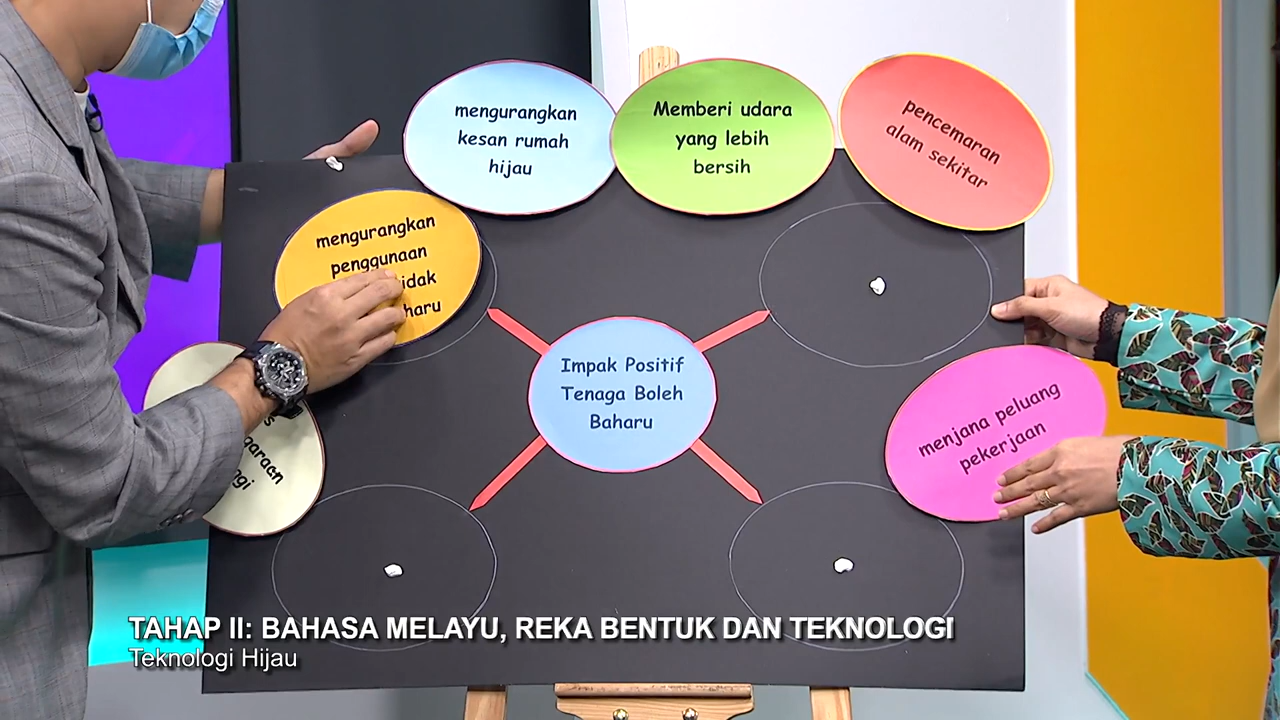 mengurangkan
kesan rumah
hijau
Memberi udara
yang lebih
bersih
pencemaran
alam sekitar
mengurangkan
penggunaan
Impak Positif
Tenaga Boleh
Baharu
menjana peluang
pekerjaan
TAHAP II: BAHASA MELAYU, REKA BENTUK DAN TEKNOLOGI
Teknologi Hijau